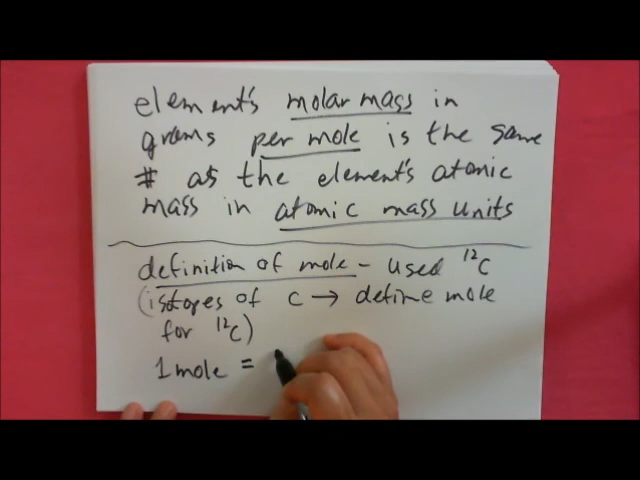 element's molar mass in
grams per mole is the same
# as the element's atomic
mass in atomic mass units
definition of mole - used ¹²C
(isotopes of C → define mole
for ¹²C)
1 mole =